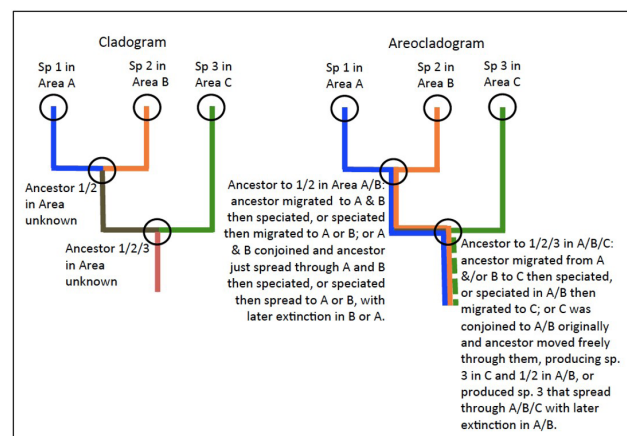 Cladogram
Sp 1 in
Area A
Sp 2 in
Area B
Sp 3 in
Area C
Ancestor 1/2
in Area
unknown
Ancestor 1/2/3
in Area
unknown
Areocladogram
Sp 1 in
Area A
Sp 2 in
Area B
Sp 3 in
Area C
Ancestor to 1/2 in Area A/B:
ancestor migrated to A & B
then speciated, or speciated
then migrated to A or B; or A
& B conjoined and ancestor
just spread through A and B
then speciated, or speciated
then spread to A or B, with
later extinction in B or A.
Ancestor to 1/2/3 in A/B/C:
ancestor migrated from A
&/or B to C then speciated,
or speciated in A/B then
migrated to C; or C was
conjoined to A/B originally
and ancestor moved freely
through them, producing sp.
3 in C and 1/2 in A/B, or
produced sp. 3 that spread
through A/B/C with later
extinction in A/B.